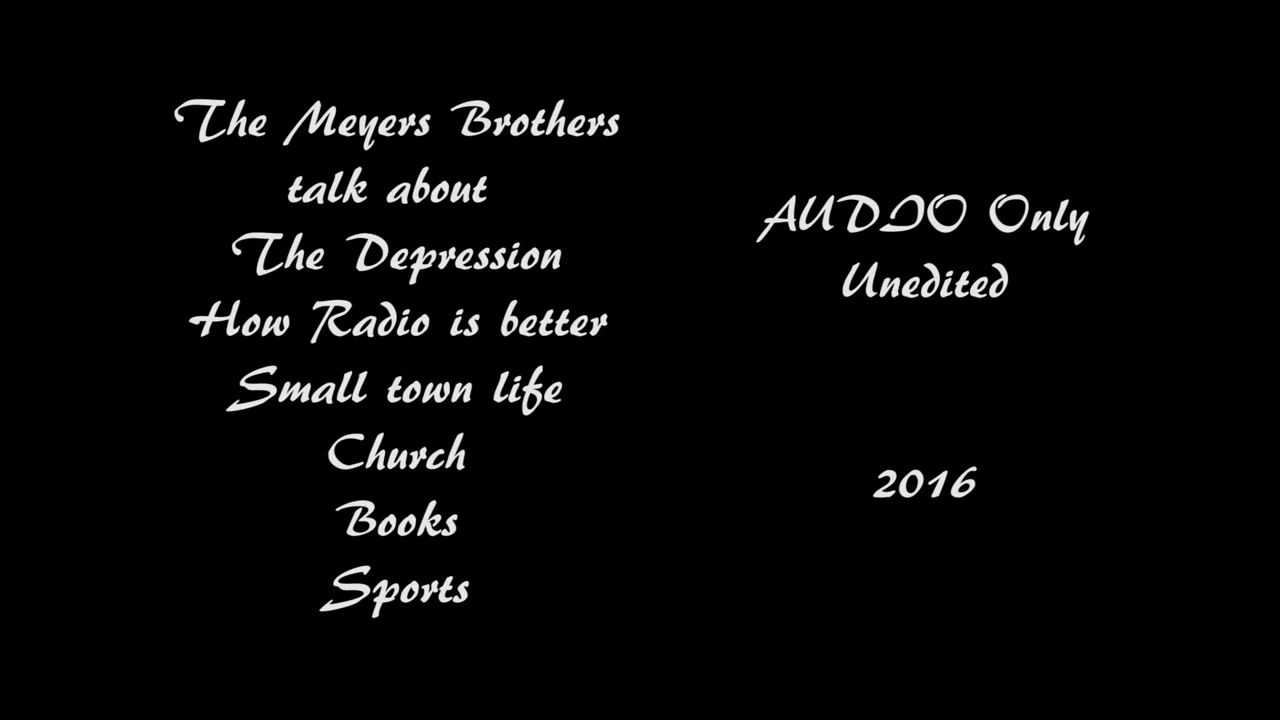 The Meyers Brothers
talk about
The Depression
How Radio is better
Small town life
Church
Books
Sports
AUDIO Only
Unedited
2016